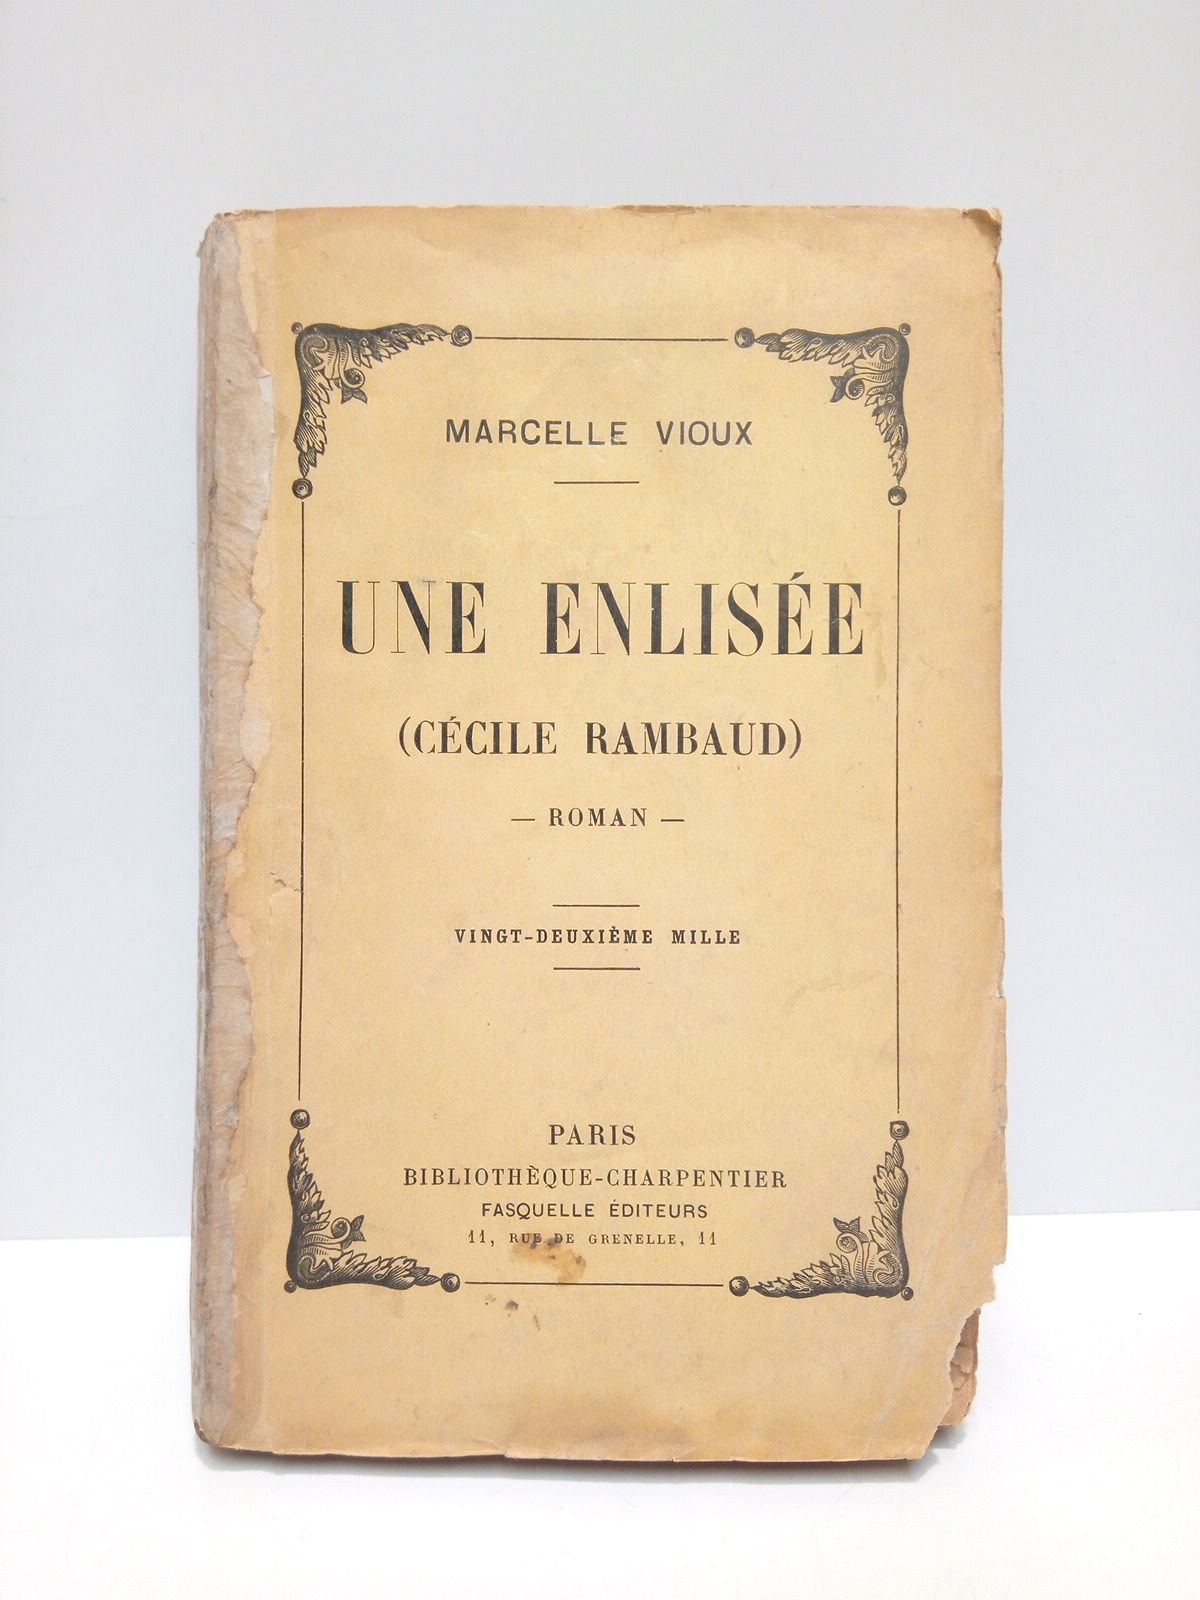 MARCELLE VIOUX
UNE ENLISÉE
(CÉCILE RAMBAUD)
— ROMAN —
VINGT-DEUXIÈME MILLE
PARIS
BIBLIOTHÈQUE-CHARPENTIER
FASQUELLE ÉDITEURS
11, RUE DE GRENELLE, 11